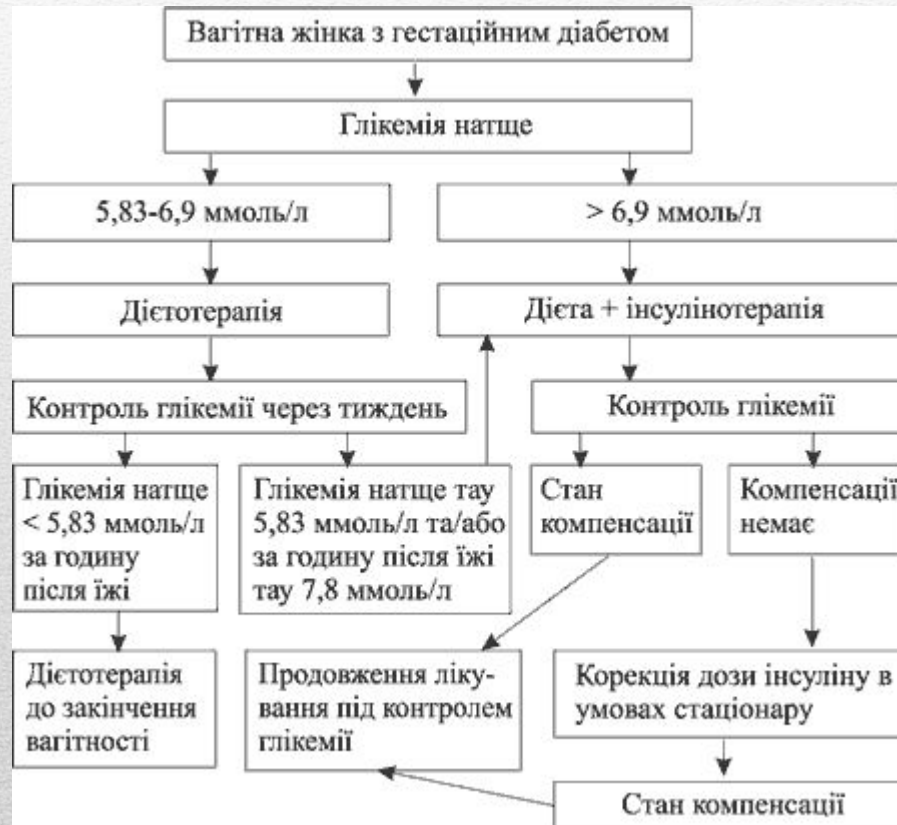 Вагітна жінка з гестаційним діабетом
Глікемія натще
5,83-6,9 ммоль/л
> 6,9 ммоль/л
Дієтотерапія
Дієта + інсулінотерапія
Контроль глікемії через тиждень
Контроль глікемії
Глікемія натще
< 5,83 ммоль/л
за годину
після їжі
Глікемія натще тау
5,83 ммоль/л та/або
за годину після їжі
тау 7,8 ммоль/л
Стан
компенсації
Компенсації
немає
Дієтотерапія
до закінчення
вагітності
Продовження ліку-
вання під контролем
глікемії
Корекція дози інсуліну в
умовах стаціонару
Стан компенсації